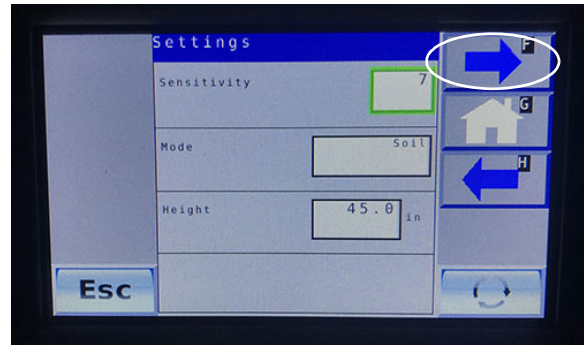 Settings
F
Sensitivity
7
G
Mode
Soil
H
Height
45.0 in
Esc